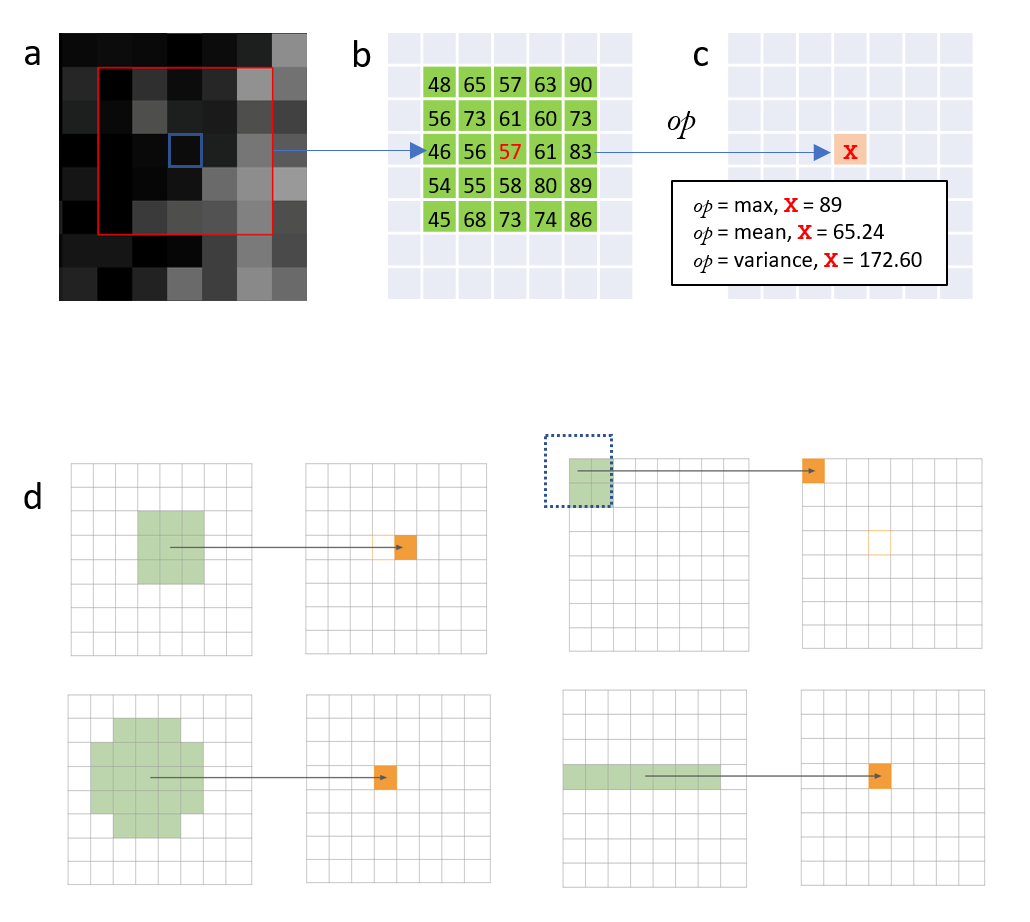 a
b
c
48 65 57 63 90
56 73 61 60 73
46 56 57 61 83
54 55 58 80 89
45 68 73 74 86
op
X
op = max, X = 89
op = mean, X = 65.24
op = variance, X = 172.60
d